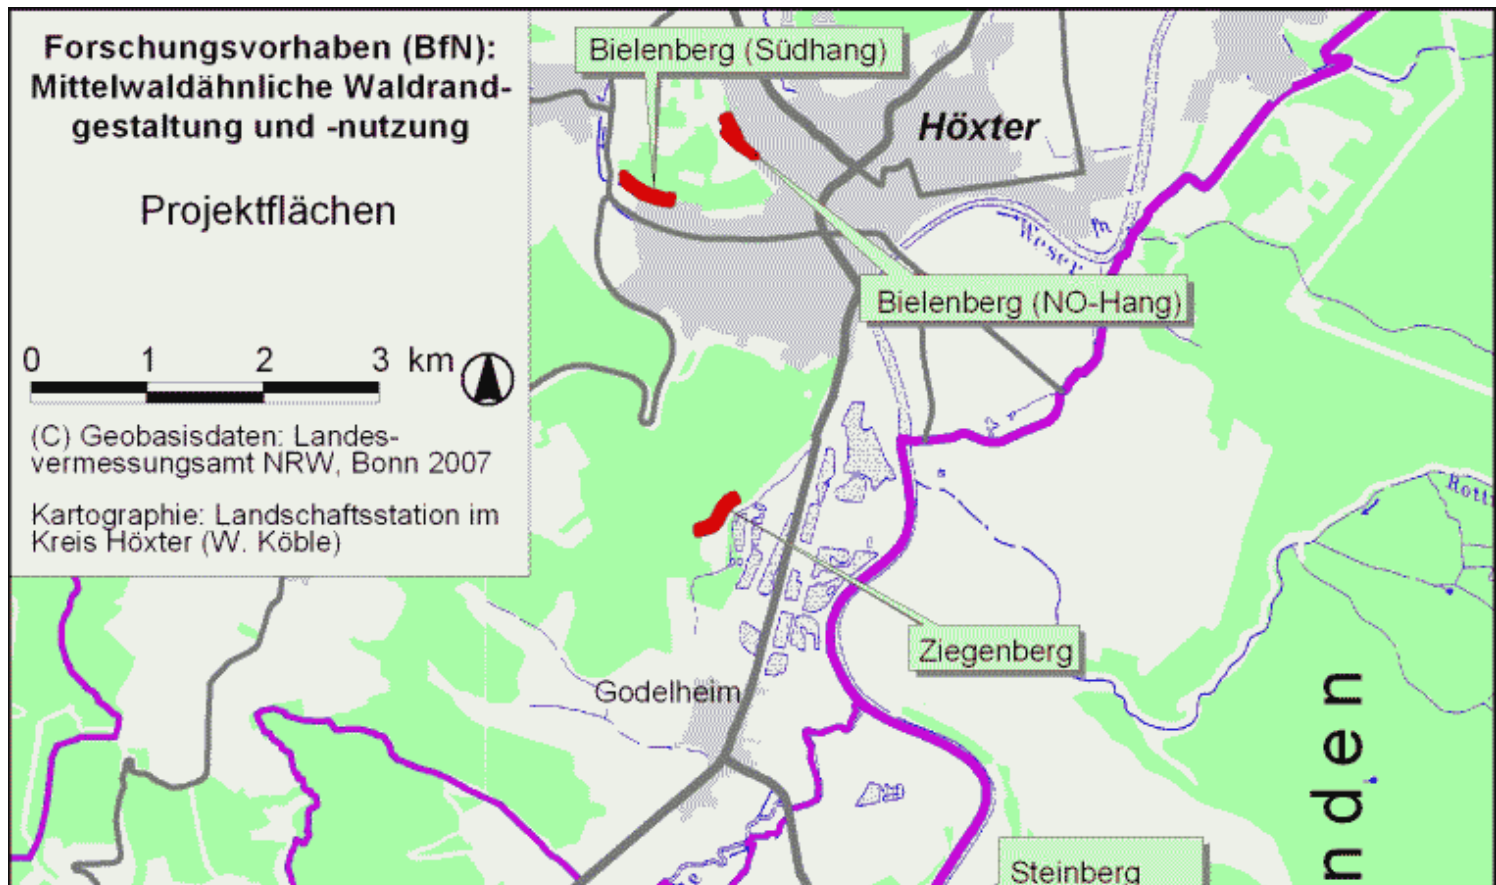 Forschungsvorhaben (BfN):
Mittelwaldähnliche Waldrand-
gestaltung und -nutzung
Projektflächen
0 1 2 3 km
(C) Geobasisdaten: Landes-
vermessungsamt NRW, Bonn 2007
Kartographie: Landschaftsstation im
Kreis Höxter (W. Köble)
Bielenberg (Südhang)
Höxter
Weser
Bielenberg (NO-Hang)
Ziegenberg
Godelheim
Steinberg
nden